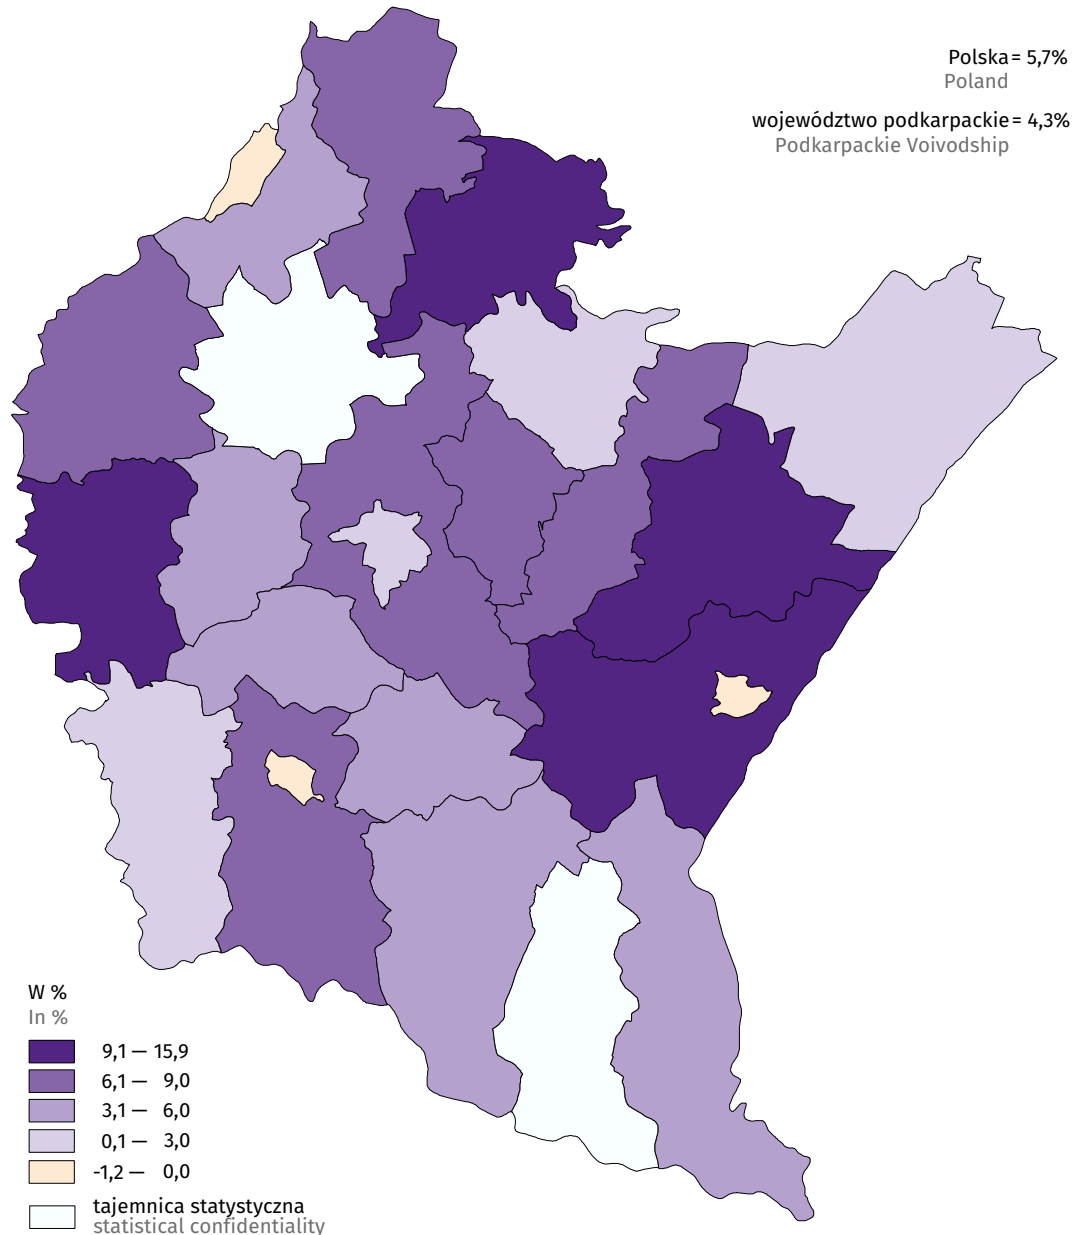 Polska= 5,7%
Poland
województwo podkarpackie= 4,3%
Podkarpackie Voivodship
W %
In %
9,1 — 15,9
6,1 — 9,0
3,1 — 6,0
0,1 — 3,0
-1,2 — 0,0
tajemnica statystyczna
statistical confidentiality